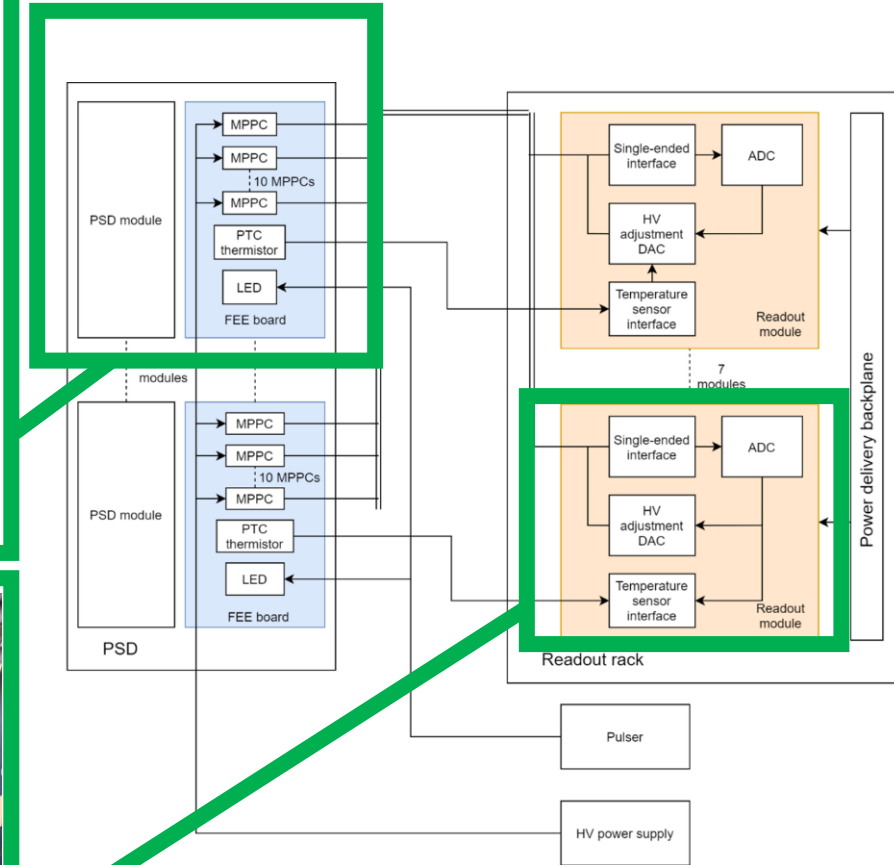 MPPC
MPPC
10 MPPCs
MPPC
PSD module
PTC
thermistor
LED
FEE board
modules
MPPC
MPPC
10 MPPCs
MPPC
PSD module
PTC
thermistor
LED
FEE board
PSD
Single-ended
interface
ADC
HV
adjustment
DAC
Temperature
sensor
interface
Readout
module
7
modules
Single-ended
interface
ADC
HV
adjustment
DAC
Temperature
sensor
interface
Readout
module
Power delivery backplane
Readout rack
Pulser
HV power supply